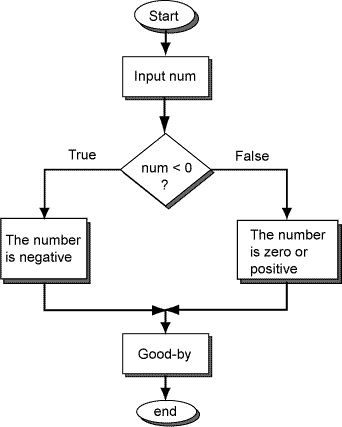 Start
Input num
True
num < 0
?
False
The number
is negative
The number
is zero or
positive
Good-by
end